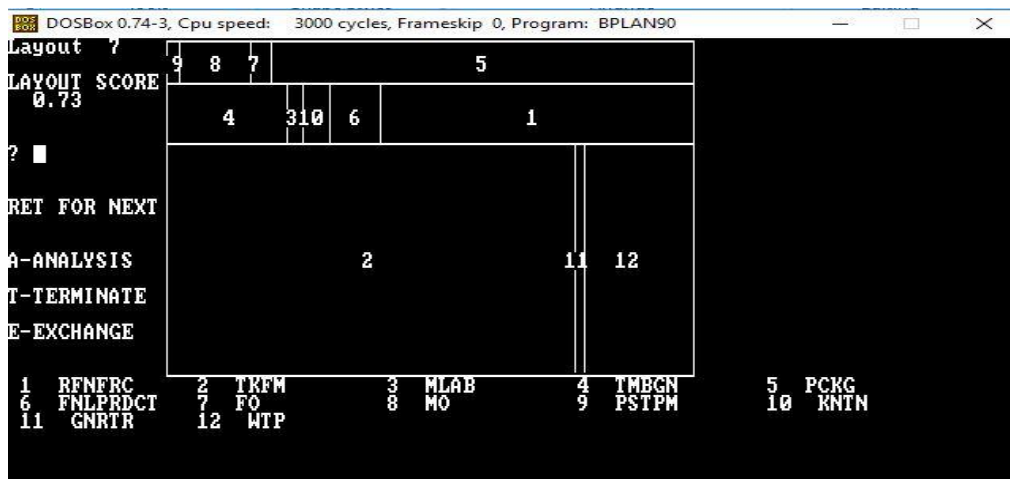 DOSBox 0.74-3, Cpu speed: 3000 cycles, Frameskip 0, Program: BPLAN90
Layout 7
9 8 7 5
LAYOUT SCORE
0.73
4 3 10 6 1
?
RET FOR NEXT
A-ANALYSIS
2 11 12
T-TERMINATE
E-EXCHANGE
1 RFNFRC 2 TKFM 3 MLAB 4 TMBGN 5 PCKG
6 FNLPRDCT 7 FO 8 MO 9 PSTPM 10 KNTN
11 GNRTR 12 WTP